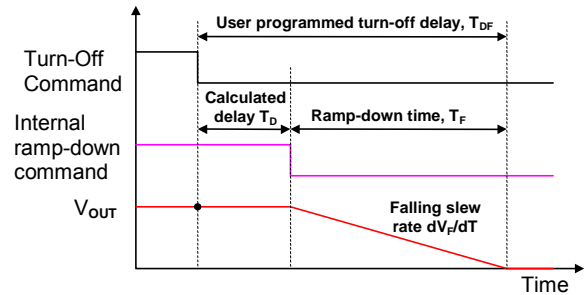 User programmed turn-off delay, TDF
Turn-Off
Command
Calculated
delay TD
Ramp-down time, TF
Internal
ramp-down
command
VOUT
Falling slew
rate dVF/dT
Time